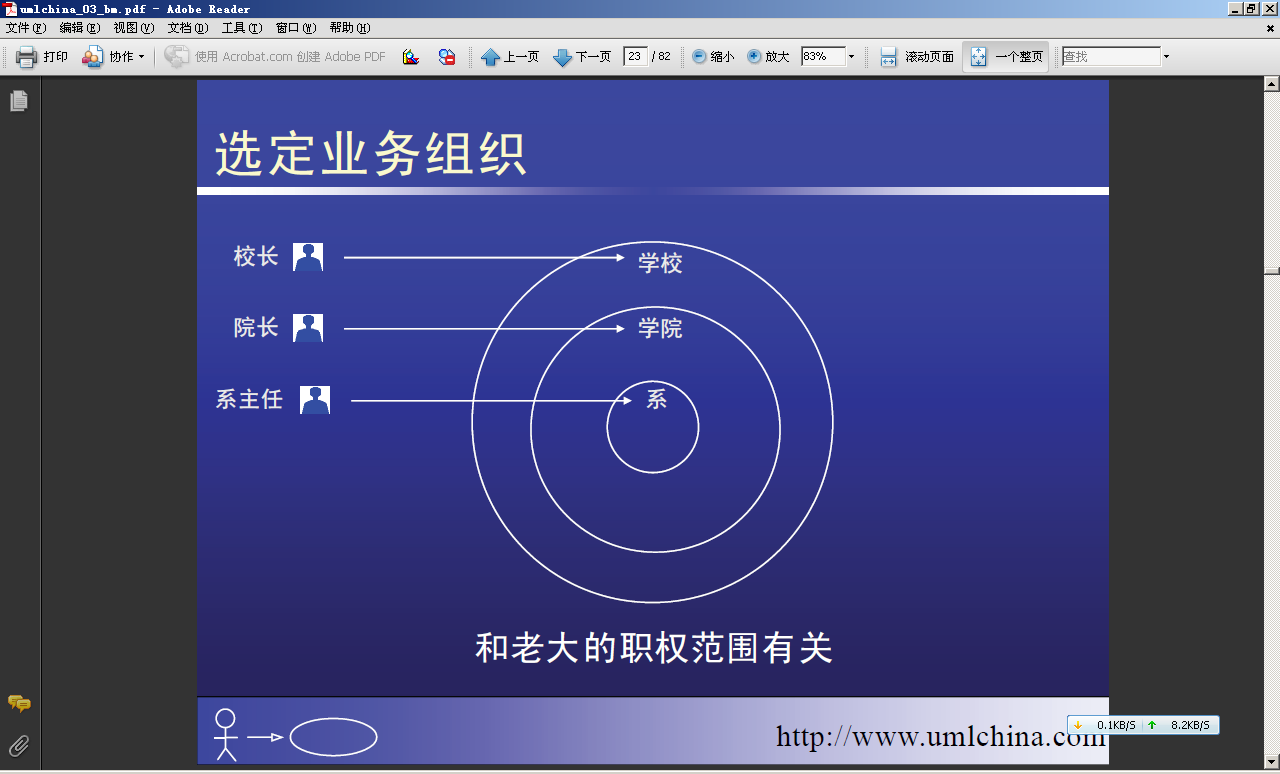 umlchina_03_bm.pdf - Adobe Reader
文件(F) 编辑(E) 视图(V) 文档(D) 工具(T) 窗口(W) 帮助(H)
打印 协作 使用 Acrobat.com 创建 Adobe PDF 上一页 下一页 23 / 82 缩小 放大 83% 滚动页面 一个整页 查找
选定业务组织
校长 学校
院长 学院
系主任 系
和老大的职权范围有关
http://www.umlchina.com
0.1KB/S 8.2KB/S